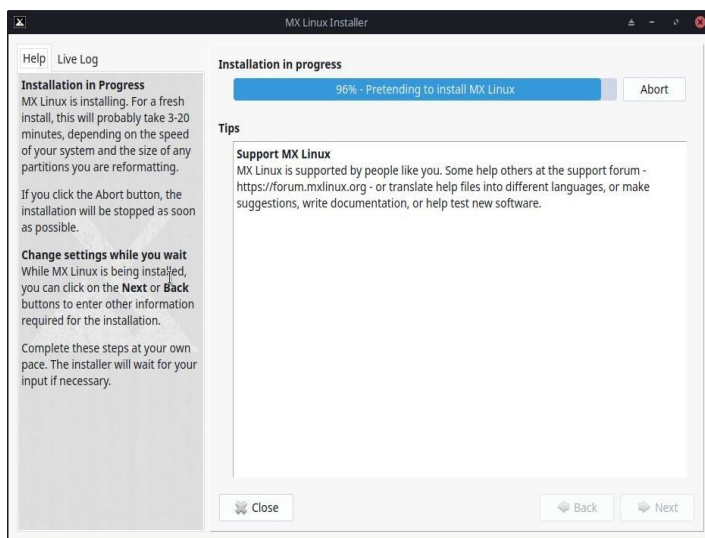 MX Linux Installer
Help
Live Log
Installation in Progress
MX Linux is installing. For a fresh
install, this will probably take 3-20
minutes, depending on the speed
of your system and the size of any
partitions you are reformatting.
If you click the Abort button, the
installation will be stopped as soon
as possible.
Change settings while you wait
While MX Linux is being installed,
you can click on the Next or Back
buttons to enter other information
required for the installation.
Complete these steps at your own
pace. The installer will wait for your
input if necessary.
Installation in progress
96% - Pretending to install MX Linux
Abort
Tips
Support MX Linux
MX Linux is supported by people like you. Some help others at the support forum -
https://forum.mxlinux.org - or translate help files into different languages, or make
suggestions, write documentation, or help test new software.
Close
Back
Next